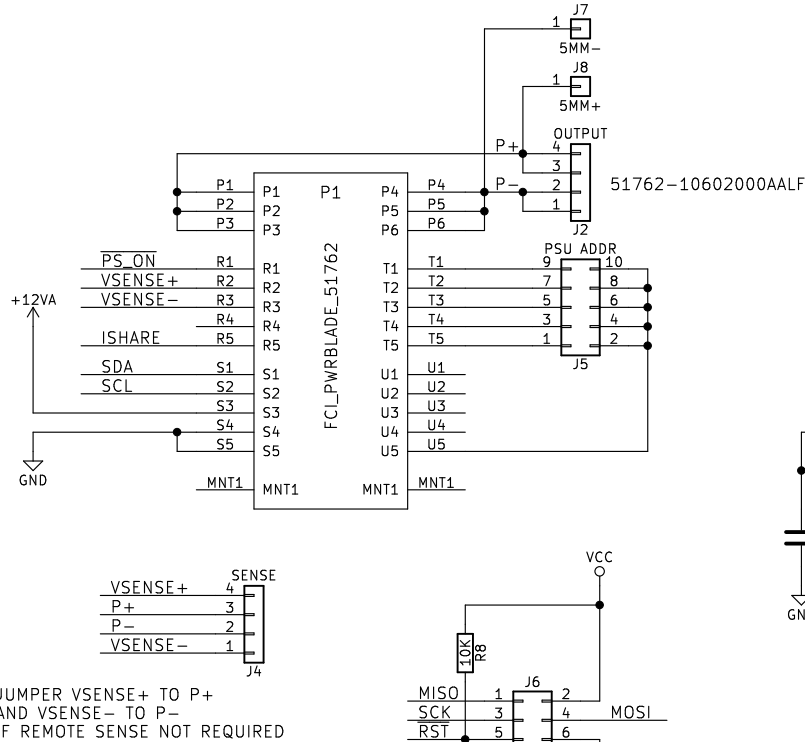 J7
1
5MM-
J8
1
5MM+
OUTPUT
P+ 4
3
P- 2
1
J2
51762-10602000AALF
P1 P1 P1 P4 P4
P2 P2 P5 P5
P3 P3 P6 P6
FCI_PWRBLADE_51762
PSU ADDR
PS_ON R1 R1 T1 T1 9 10
VSENSE+ R2 R2 T2 T2 7 8
VSENSE- R3 R3 T3 T3 5 6
+12VA
R4 R4 T4 T4 3 4
ISHARE R5 R5 T5 T5 1 2
J5
SDA S1 S1 U1 U1
SCL S2 S2 U2 U2
S3 S3 U3 U3
S4 S4 U4 U4
S5 S5 U5 U5
GND
MNT1 MNT1 MNT1 MNT1
SENSE
VSENSE+ 4
P+ 3
P- 2
VSENSE- 1
J4
JUMPER VSENSE+ TO P+
AND VSENSE- TO P-
IF REMOTE SENSE NOT REQUIRED
VCC
10K R8
J6
MISO 1 2
SCK 3 4 MOSI
RST 5 6